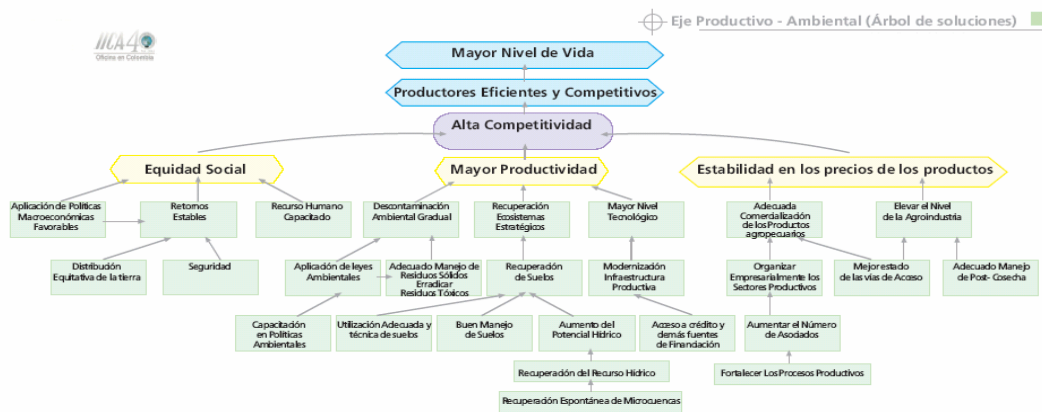 Eje Productivo - Ambiental (Árbol de soluciones)
IICA40
Oficina en Colombia
Mayor Nivel de Vida
Productores Eficientes y Competitivos
Alta Competitividad
Equidad Social
Mayor Productividad
Estabilidad en los precios de los productos
Aplicación de Políticas
Macroeconómicas
Favorables
Retornos
Estables
Recurso Humano
Capacitado
Descontaminación
Ambiental Gradual
Recuperación
Ecosistemas
Estratégicos
Mayor Nivel
Tecnológico
Adecuada
Comercialización
de los Productos
agropecuarios
Elevar el Nivel
de la Agroindustria
Distribución
Equitativa de la tierra
Seguridad
Aplicación de leyes
Ambientales
Adecuado Manejo de
Residuos Sólidos
Erradicar
Residuos Tóxicos
Recuperación
de Suelos
Modernización
Infraestructura
Productiva
Organizar
Empresarialmente los
Sectores Productivos
Mejor estado
de las vías de Acceso
Adecuado Manejo
de Post- Cosecha
Capacitación
en Políticas
Ambientales
Utilización Adecuada y
técnica de suelos
Buen Manejo
de Suelos
Aumento del
Potencial Hídrico
Acceso a crédito y
demás fuentes
de Financiación
Aumentar el Número
de Asociados
Recuperación del Recurso Hídrico
Fortalecer Los Procesos Productivos
Recuperación Espontánea de Microcuencas